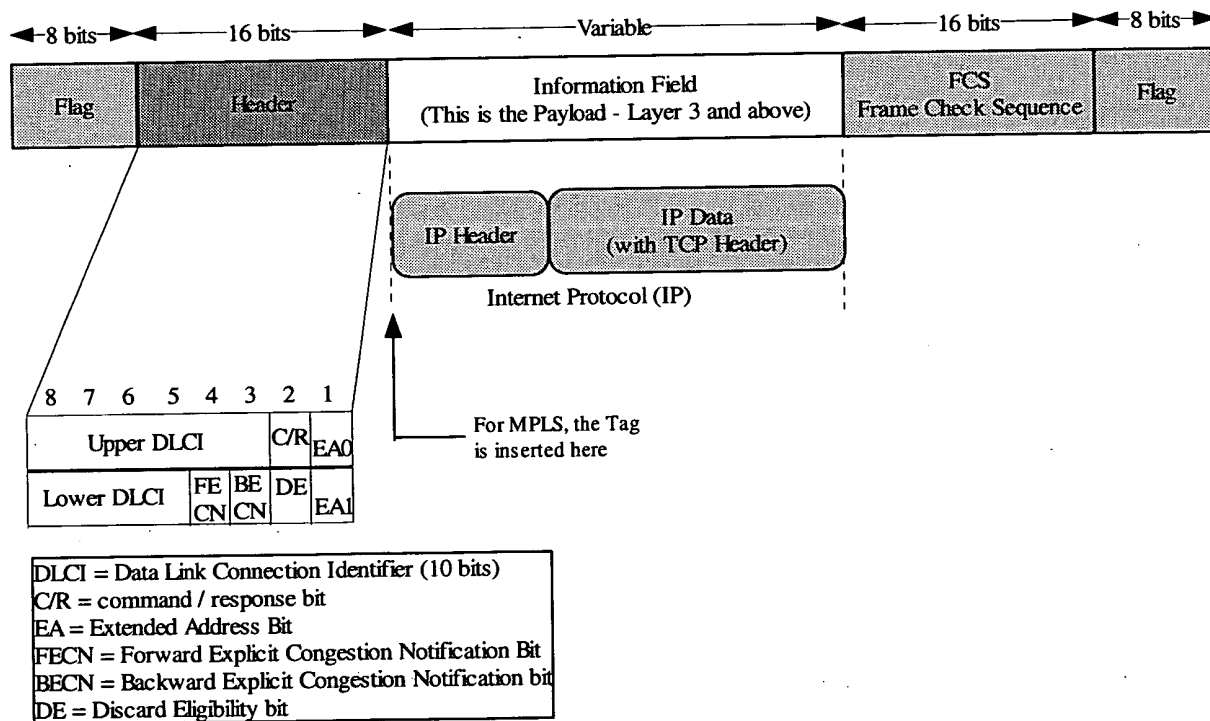 8 bits 16 bits Variable 16 bits 8 bits
Flag
Header
Information Field
(This is the Payload - Layer 3 and above)
FCS
Frame Check Sequence
Flag
IP Header
IP Data
(with TCP Header)
Internet Protocol (IP)
For MPLS, the Tag
is inserted here
8 7 6 5 4 3 2 1
Upper DLCI C/R EA0
Lower DLCI FE CN BE CN DE EA1
DLCI = Data Link Connection Identifier (10 bits)
C/R = command / response bit
EA = Extended Address Bit
FECN = Forward Explicit Congestion Notification Bit
BECN = Backward Explicit Congestion Notification bit
DE = Discard Eligibility bit